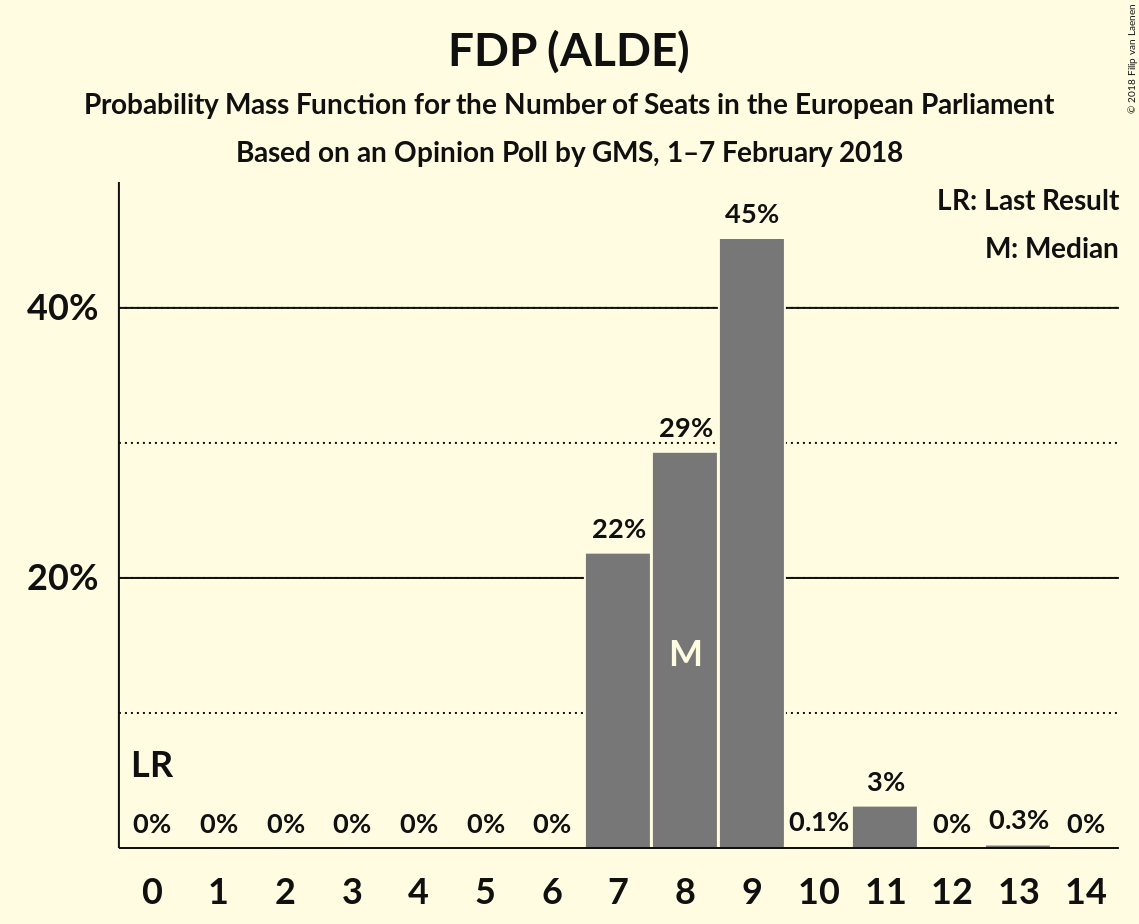 FDP (ALDE)
Probability Mass Function for the Number of Seats in the European Parliament
Based on an Opinion Poll by GMS, 1–7 February 2018
© 2018 Filip van Laenen
LR: Last Result
M: Median
45%
40%
29%
22%
20%
M
LR
3%
0% 0% 0% 0% 0% 0% 0% 0.1% 0% 0.3% 0%
0 1 2 3 4 5 6 7 8 9 10 11 12 13 14